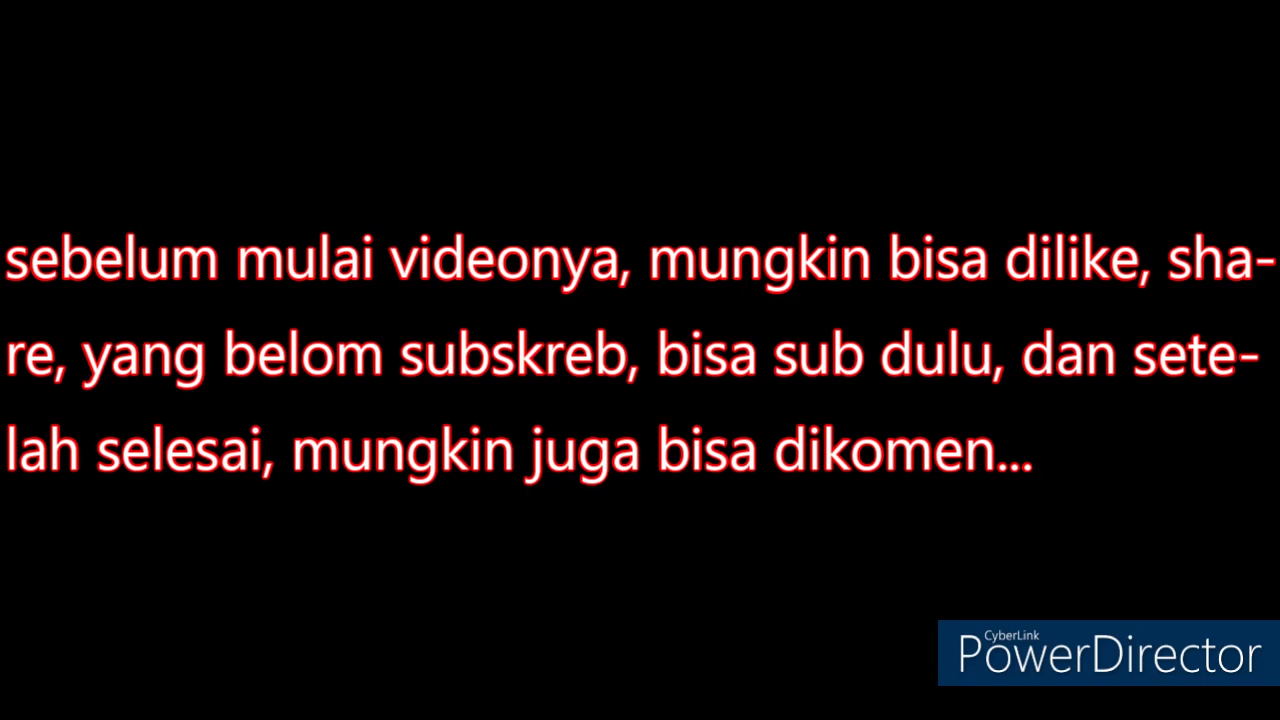 sebelum mulai videonya, mungkin bisa dilike, sha-
re, yang belom subskreb, bisa sub dulu, dan sete-
lah selesai, mungkin juga bisa dikomen...
CyberLink
PowerDirector